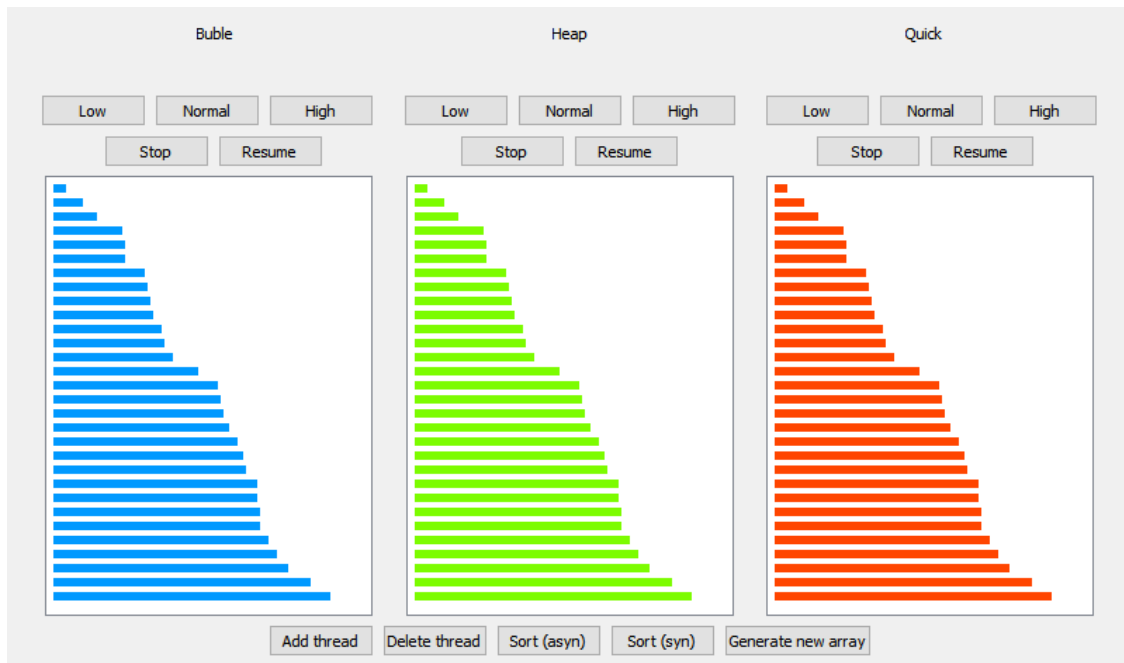 Buble Heap Quick
Low Normal High Low Normal High Low Normal High
Stop Resume Stop Resume Stop Resume
Add thread Delete thread Sort (asyn) Sort (syn) Generate new array